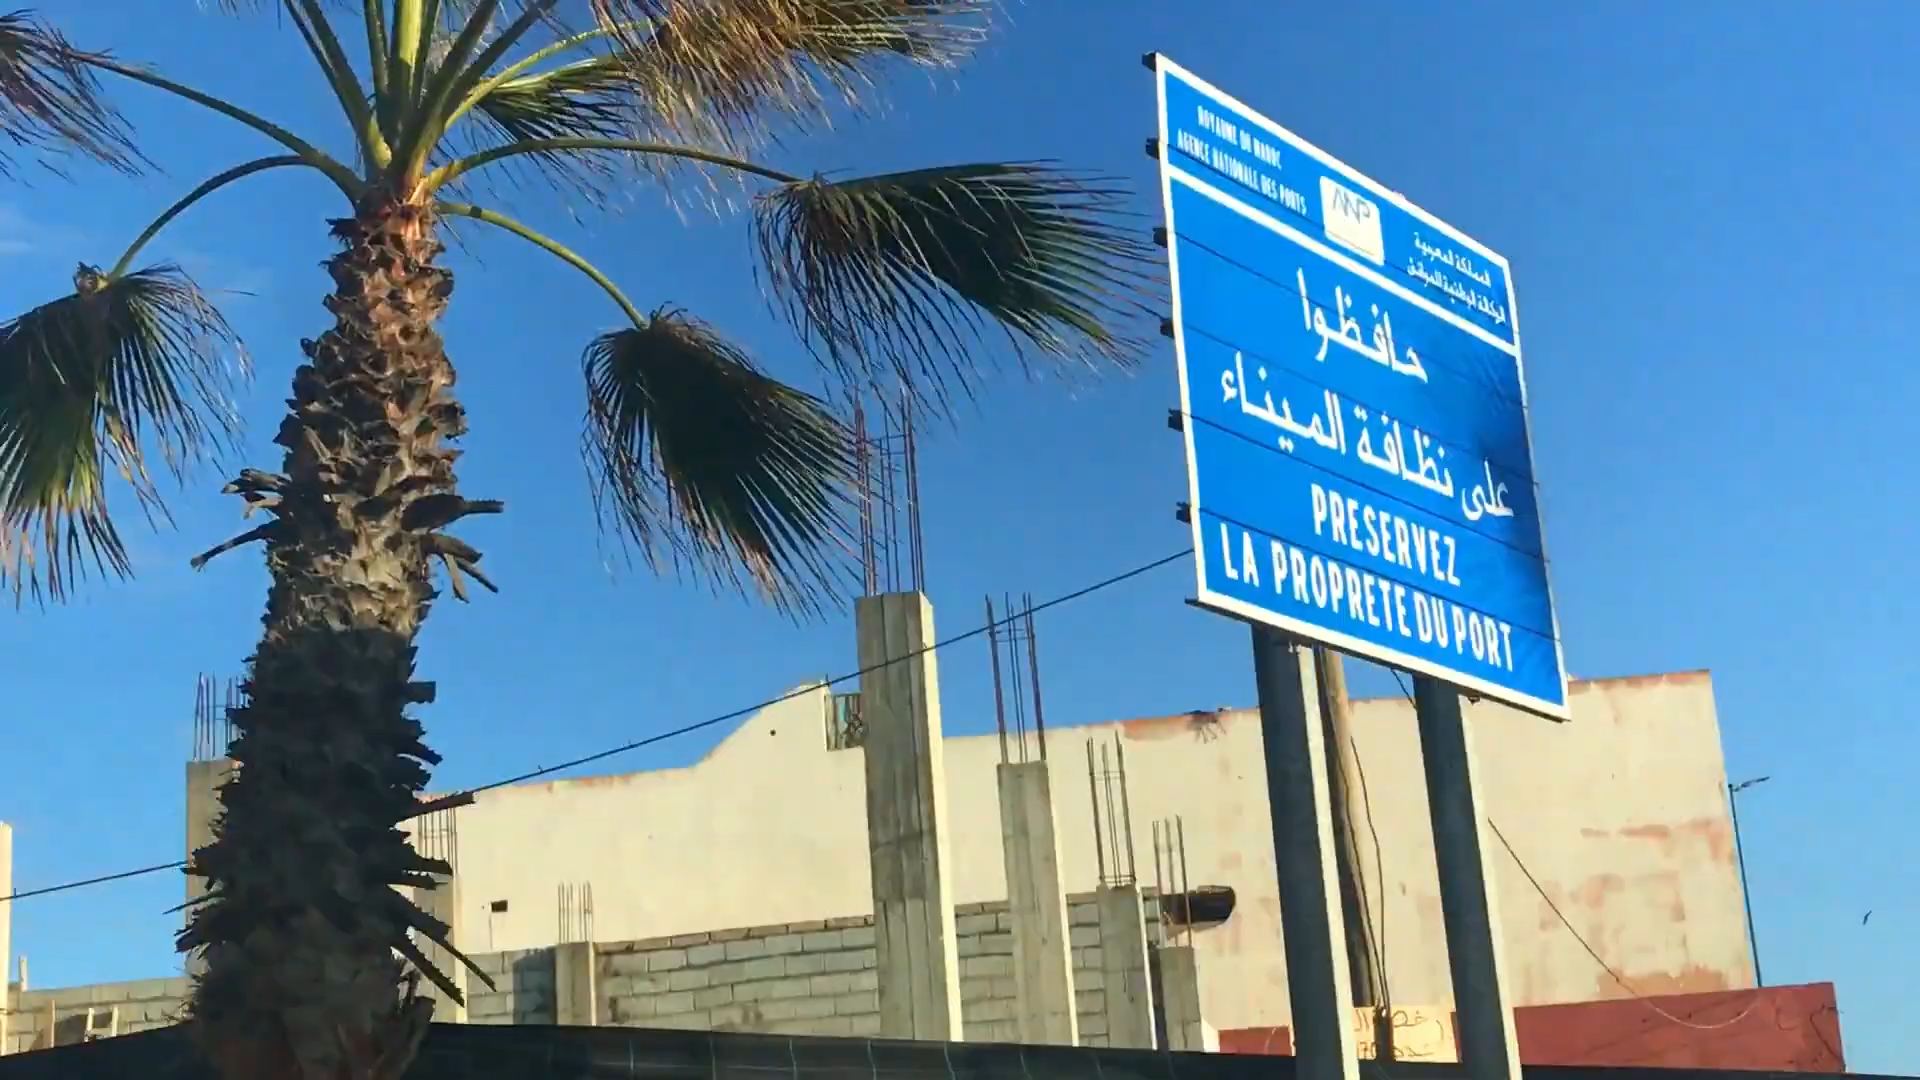 ROYAUME DU MAROC
AGENCE NATIONALE DES PORTS
ANP
المملكة المغربية
الوكالة الوطنية للموانئ
حافظوا
على نظافة الميناء
PRESERVEZ
LA PROPRETE DU PORT